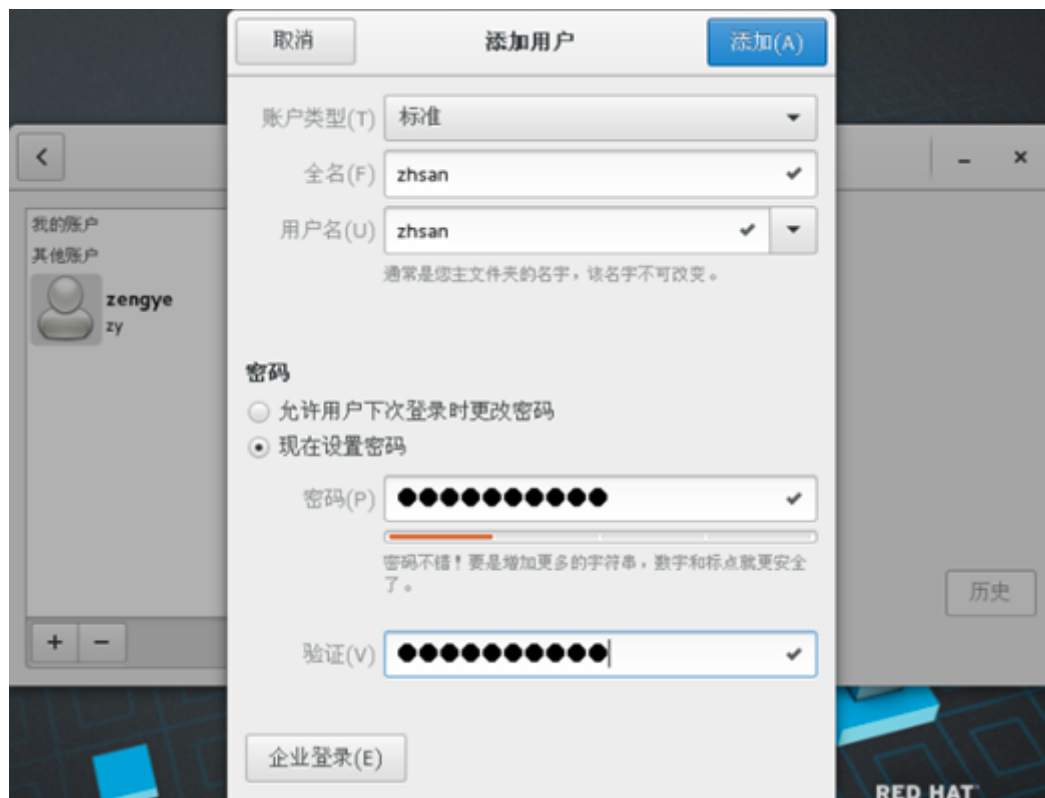 取消
添加用户
添加(A)
账户类型(T)
标准
全名(F)
zhsan
用户名(U)
zhsan
通常是您主文件夹的名字，该名字不可改变。
我的账户
其他账户
zengye
zy
密码
允许用户下次登录时更改密码
现在设置密码
密码(P)
密码不错！要是增加更多的字符串，数字和标点就更安全
了。
历史
验证(V)
企业登录(E)
RED HAT